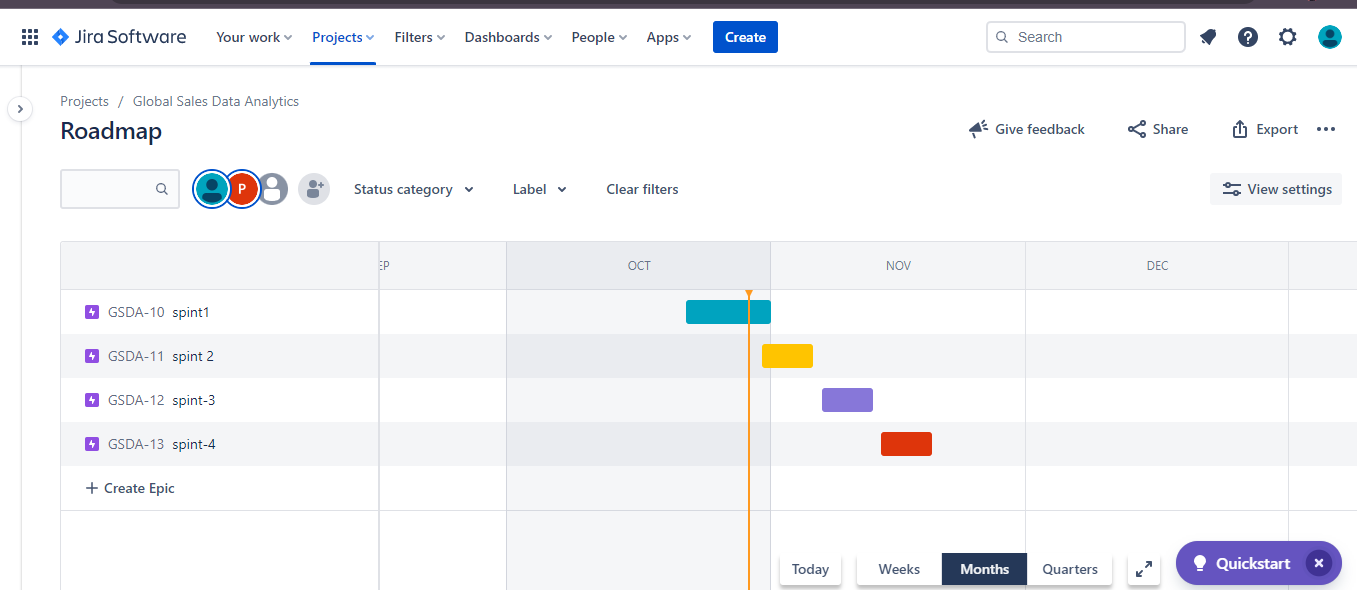 Jira Software Your work Projects Filters Dashboards People Apps Create Search
Projects / Global Sales Data Analytics
Roadmap
Give feedback Share Export
P Status category Label Clear filters View settings
EP OCT NOV DEC
GSDA-10 spint1
GSDA-11 spint 2
GSDA-12 spint-3
GSDA-13 spint-4
+ Create Epic
Today Weeks Months Quarters Quickstart